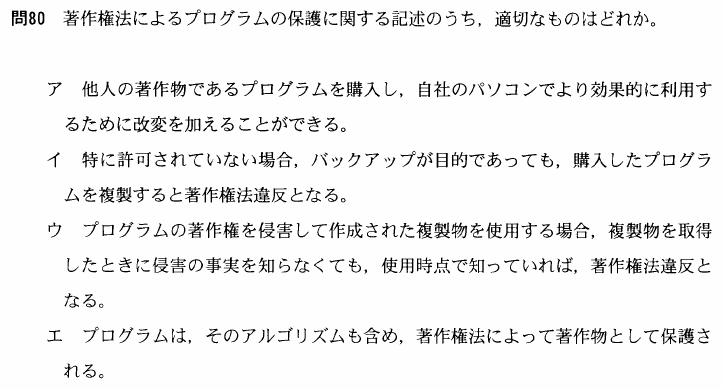 問80 著作権法によるプログラムの保護に関する記述のうち，適切なものはどれか。
ア 他人の著作物であるプログラムを購入し，自社のパソコンでより効果的に利用す
るために改変を加えることができる。
イ 特に許可されていない場合，バックアップが目的であっても，購入したプログラ
ムを複製すると著作権法違反となる。
ウ プログラムの著作権を侵害して作成された複製物を使用する場合，複製物を取得
したときに侵害の事実を知らなくても，使用時点で知っていれば，著作権法違反と
なる。
エ プログラムは，そのアルゴリズムも含め，著作権法によって著作物として保護さ
れる。